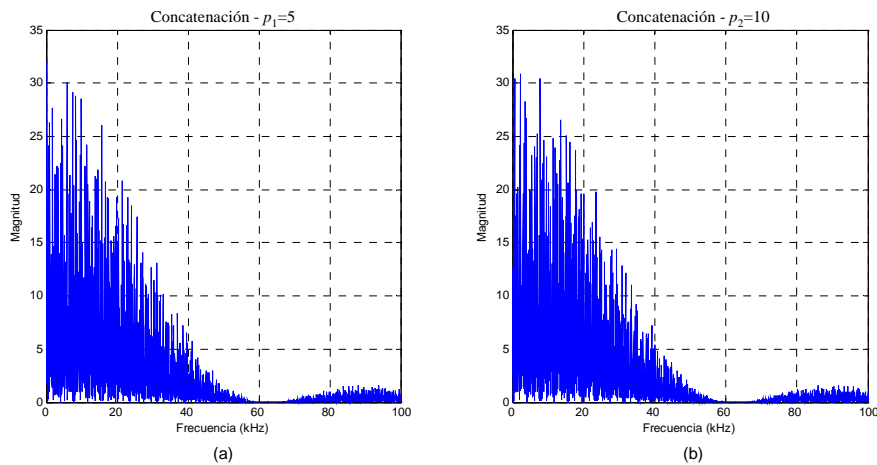 Concatenación - p1=5
35
30
25
20
15
10
5
0
Magnitud
0 20 40 60 80 100
Frecuencia (kHz)
(a)
Concatenación - p2=10
35
30
25
20
15
10
5
0
Magnitud
0 20 40 60 80 100
Frecuencia (kHz)
(b)